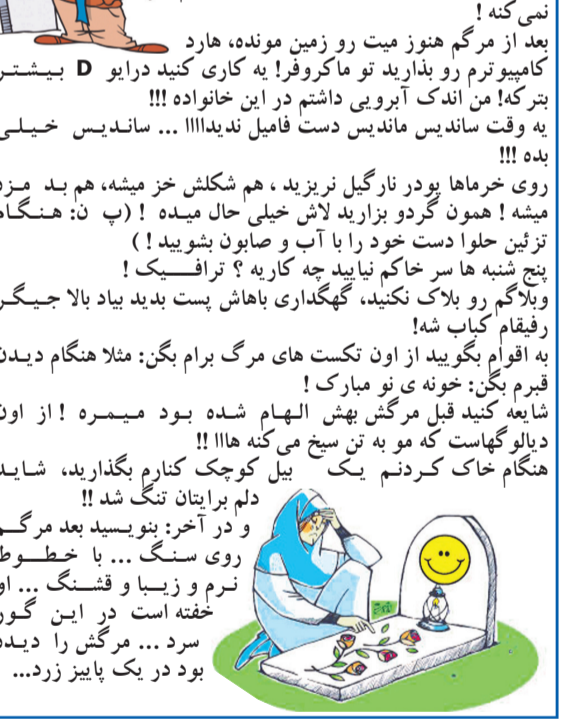 نمی کنه !
بعد از مرگم هنوز میت رو زمین مونده، هارد
کامپیوترم رو بذارید تو ماکروفر! یه کاری کنید درایو D بیشتر
بترکه! من اندک آبرویی داشتم در این خانواده !!!
یه وقت ساندیس ماندیس دست فامیل ندیداااا ... ساندیس خیلی
بده !!!
روی خرماها پودر نارگیل نریزید ، هم شکلش خز میشه، هم بد مزه
میشه ! همون گردو بزارید لاش خیلی حال میده ! (پ ن: هنگام
تزئین حلوا دست خود را با آب و صابون بشویید ! )
پنج شنبه ها سر خاکم نیایید چه کاریه ؟ ترافیک !
وبلاگم رو بلاک نکنید، گهگداری باهاش پست بدید بیاد بالا جیگر
رفیقام کباب شه!
به اقوام بگویید از اون تکست های مرگ برام بگن: مثلا هنگام دیدن
قبرم بگن: خونه ی نو مبارک !
شایعه کنید قبل مرگش بهش الهام شده بود میمره ! از اون
دیالوگهاست که مو به تن سیخ می کنه هااا !!
هنگام خاک کردنم یک بیل کوچک کنارم بگذارید، شاید
دلم برایتان تنگ شد !!
و در آخر: بنویسید بعد مرگم
روی سنگ ... با خطوط
نرم و زیبا و قشنگ ... او
خفته است در این گور
سرد ... مرگش را دیده
بود در یک پاییز زرد...